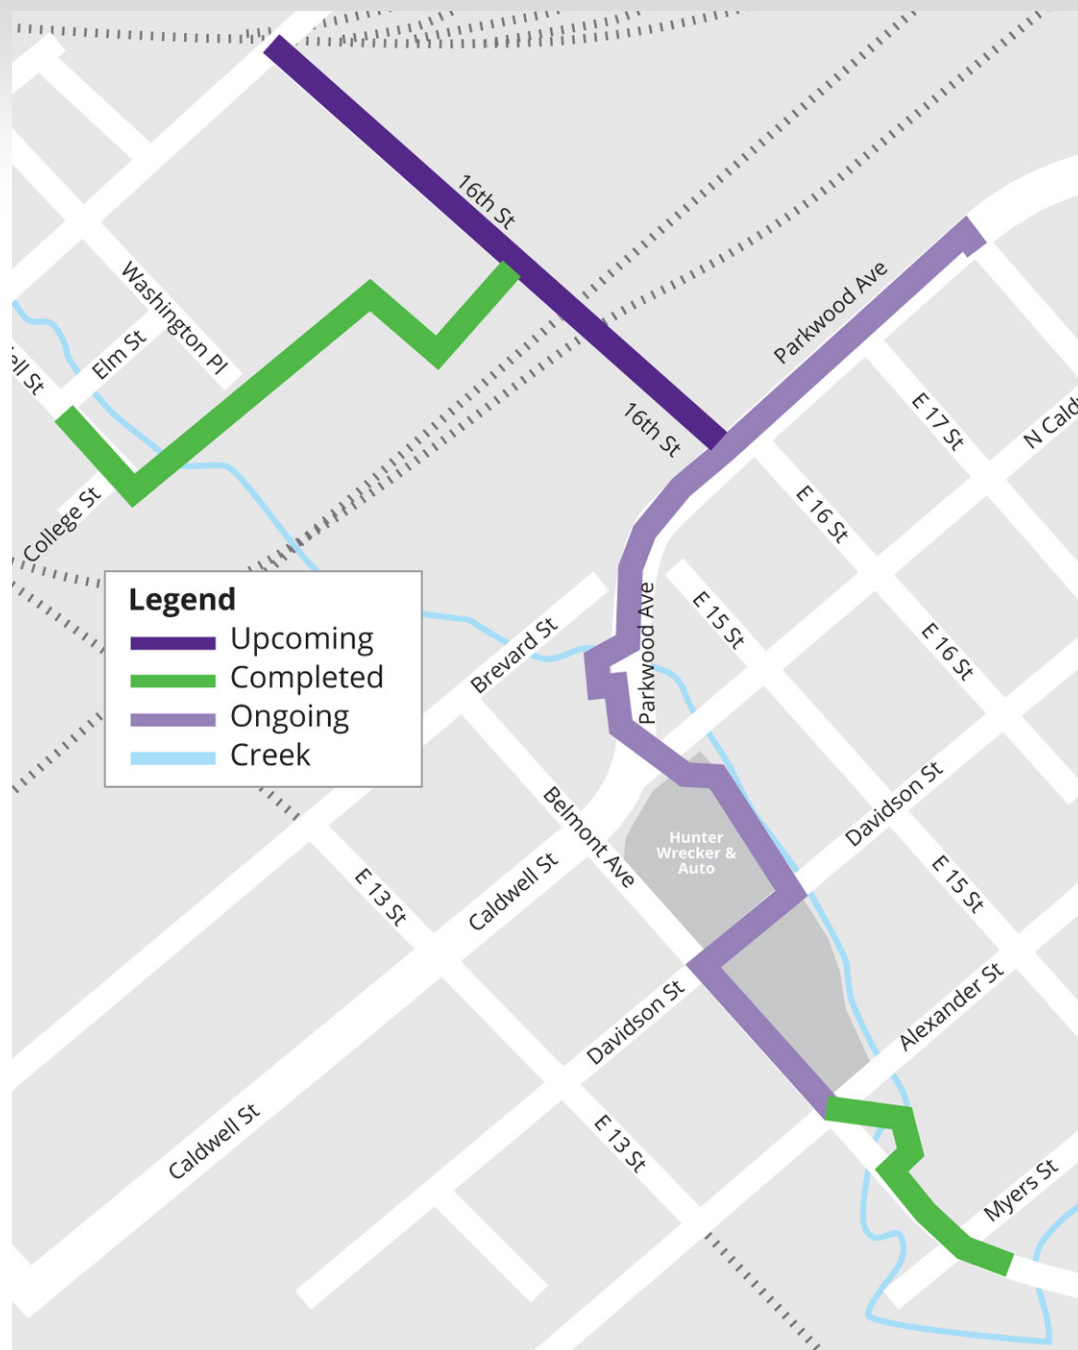 16th St
Parkwood Ave
Washington Pl
Elm St
ell St
16th St
E 17 St
N Cald
College St
E 16 St
Legend
Upcoming
Completed
Ongoing
Creek
Brevard St
Parkwood Ave
E 15 St
E 16 St
Belmont Ave
Hunter
Wrecker &
Auto
Davidson St
E 13 St
Caldwell St
E 15 St
Davidson St
Alexander St
Caldwell St
E 13 St
Myers St